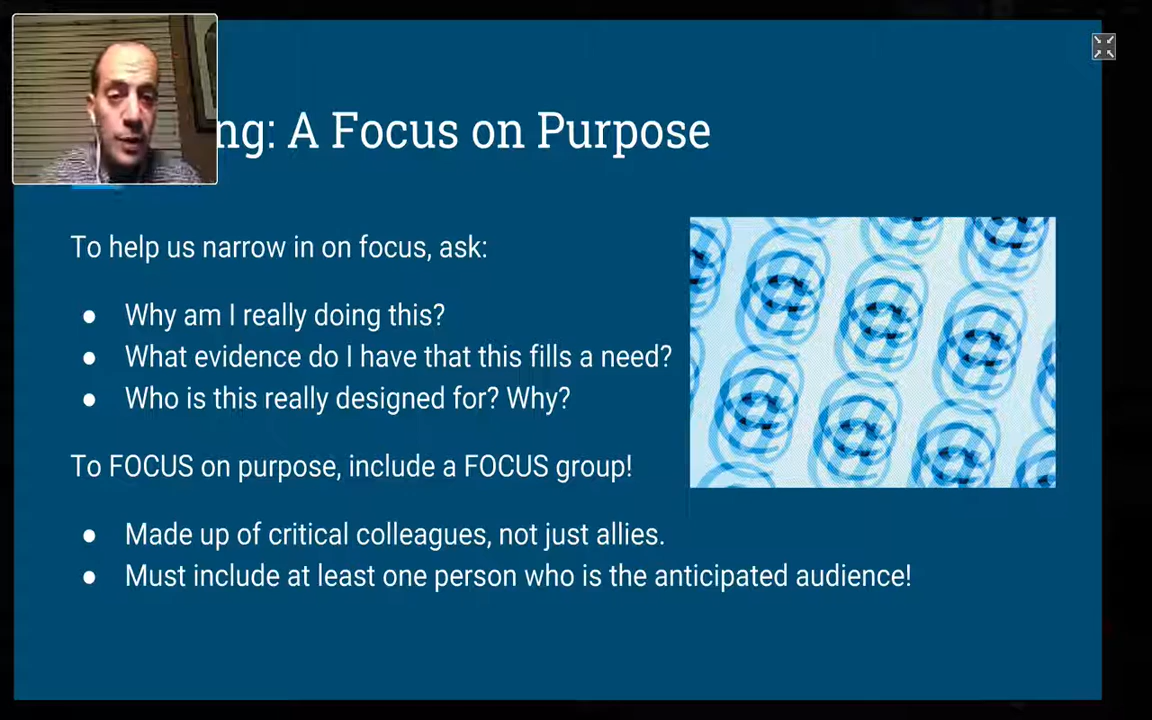 ng: A Focus on Purpose
To help us narrow in on focus, ask:
● Why am I really doing this?
● What evidence do I have that this fills a need?
● Who is this really designed for? Why?
To FOCUS on purpose, include a FOCUS group!
● Made up of critical colleagues, not just allies.
● Must include at least one person who is the anticipated audience!